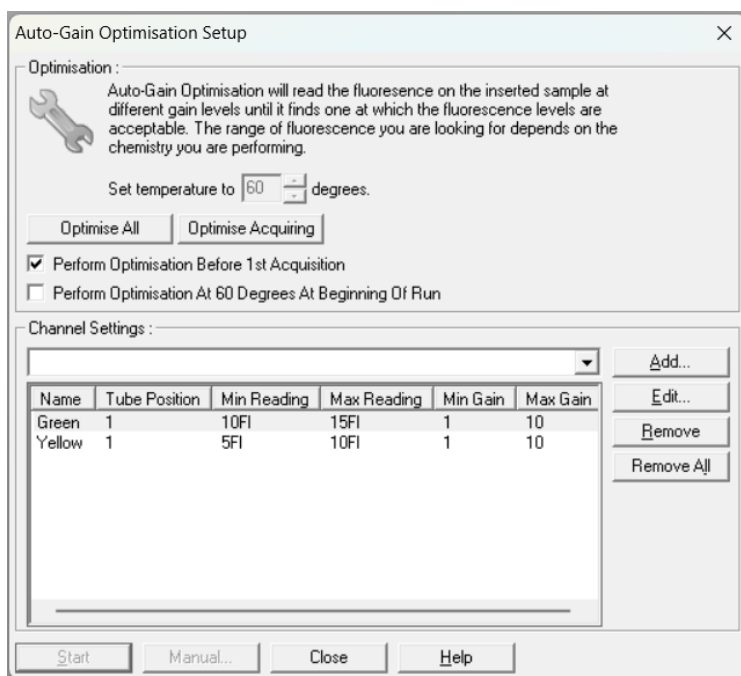 Auto-Gain Optimisation Setup
Optimisation :
Auto-Gain Optimisation will read the fluoresence on the inserted sample at
different gain levels until it finds one at which the fluorescence levels are
acceptable. The range of fluorescence you are looking for depends on the
chemistry you are performing.
Set temperature to 60 degrees.
Optimise All Optimise Acquiring
Perform Optimisation Before 1st Acquisition
Perform Optimisation At 60 Degrees At Beginning Of Run
Channel Settings :
Add...
Name Tube Position Min Reading Max Reading Min Gain Max Gain Edit...
Green 1 10Fl 15Fl 1 10
Remove
Yellow 1 5Fl 10Fl 1 10
Remove All
Start Manual... Close Help